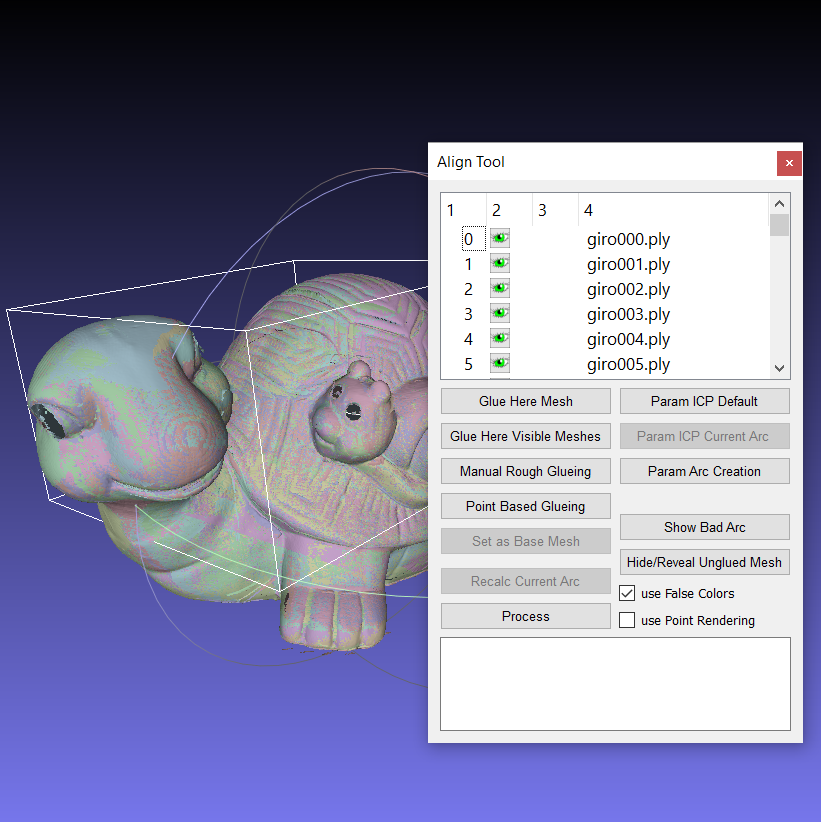 Align Tool
1 2 3 4
0 giro000.ply
1 giro001.ply
2 giro002.ply
3 giro003.ply
4 giro004.ply
5 giro005.ply
Glue Here Mesh Param ICP Default
Glue Here Visible Meshes Param ICP Current Arc
Manual Rough Glueing Param Arc Creation
Point Based Glueing
Show Bad Arc
Set as Base Mesh
Hide/Reveal Unglued Mesh
Recalc Current Arc
use False Colors
Process
use Point Rendering